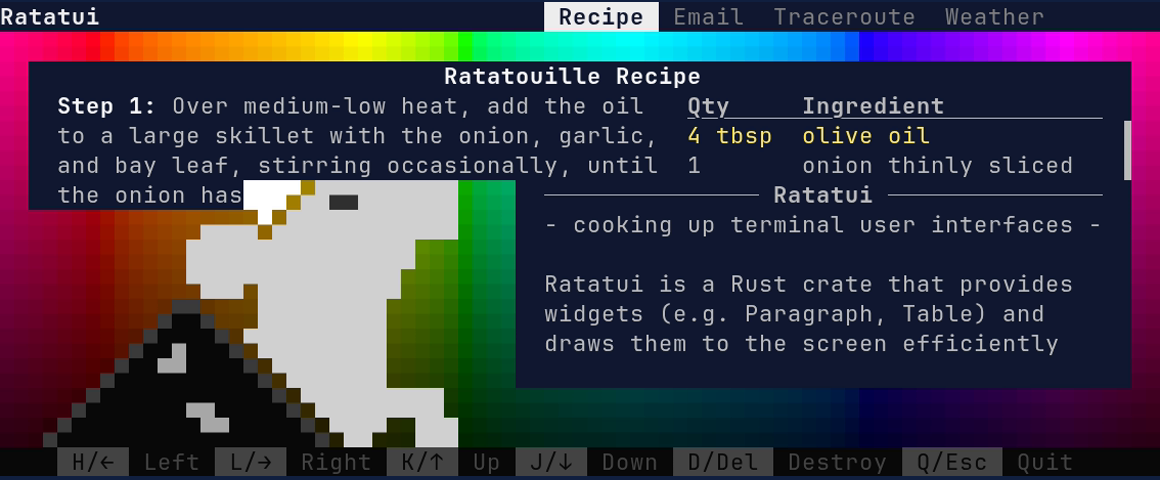 Ratatui Recipe Email Traceroute Weather
Ratatouille Recipe
Step 1: Over medium-low heat, add the oil
to a large skillet with the onion, garlic,
and bay leaf, stirring occasionally, until
the onion has
Qty Ingredient
4 tbsp olive oil
1 onion thinly sliced
Ratatui
- cooking up terminal user interfaces -
Ratatui is a Rust crate that provides
widgets (e.g. Paragraph, Table) and
draws them to the screen efficiently
H/← Left L/→ Right K/↑ Up J/↓ Down D/Del Destroy Q/Esc Quit